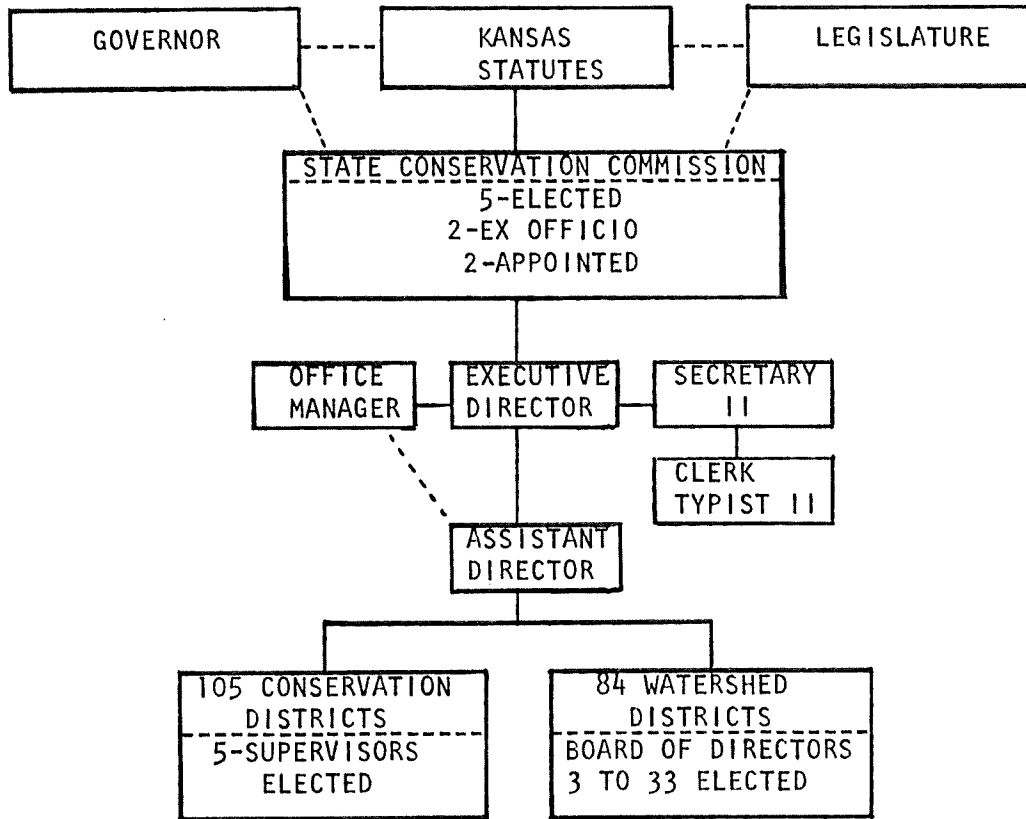 GOVERNOR
KANSAS
STATUTES
LEGISLATURE
STATE CONSERVATION COMMISSION
5-ELECTED
2-EX OFFICIO
2-APPOINTED
OFFICE
MANAGER
EXECUTIVE
DIRECTOR
SECRETARY
II
CLERK
TYPIST II
ASSISTANT
DIRECTOR
105 CONSERVATION
DISTRICTS
5-SUPERVISORS
ELECTED
84 WATERSHED
DISTRICTS
BOARD OF DIRECTORS
3 TO 33 ELECTED